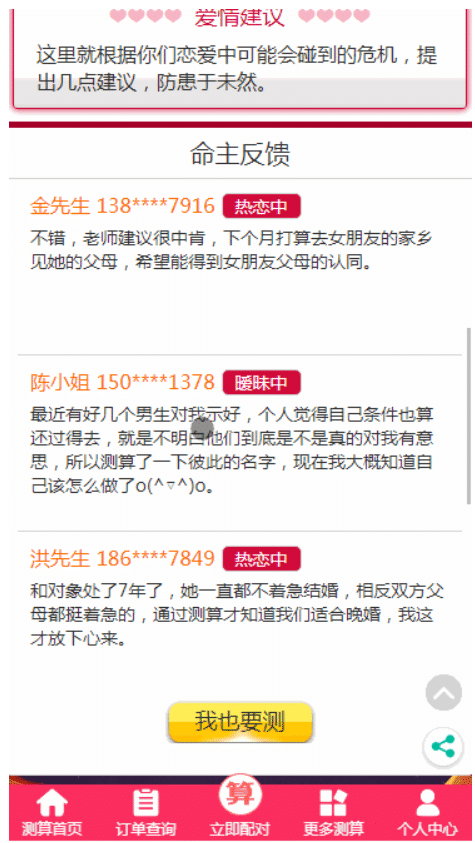 爱情建议
这里就根据你们恋爱中可能会碰到的危机，提
出几点建议，防患于未然。
命主反馈
金先生 138****7916 热恋中
不错，老师建议很中肯，下个月打算去女朋友的家乡
见她的父母，希望能得到女朋友父母的认同。
陈小姐 150****1378 暧昧中
最近有好几个男生对我示好，个人觉得自己条件也算
还过得去，就是不明白他们到底是不是真的对我有意
思，所以测算了一下彼此的名字，现在我大概知道自
己该怎么做了o(^▽^)o。
洪先生 186****7849 热恋中
和对象处了7年了，她一直都不着急结婚，相反双方父
母都挺着急的，通过测算才知道我们适合晚婚，我这
才放下心来。
我也要测
算
测算首页 订单查询 立即配对 更多测算 个人中心